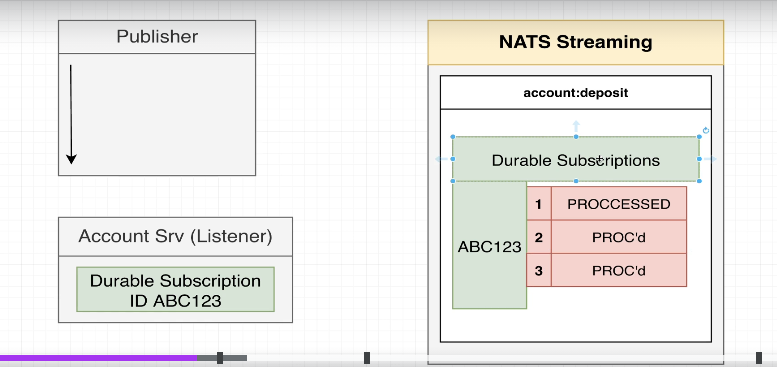 Publisher
NATS Streaming
account:deposit
Durable Subscriptions
ABC123
1 PROCCESSED
2 PROC'd
3 PROC'd
Account Srv (Listener)
Durable Subscription
ID ABC123